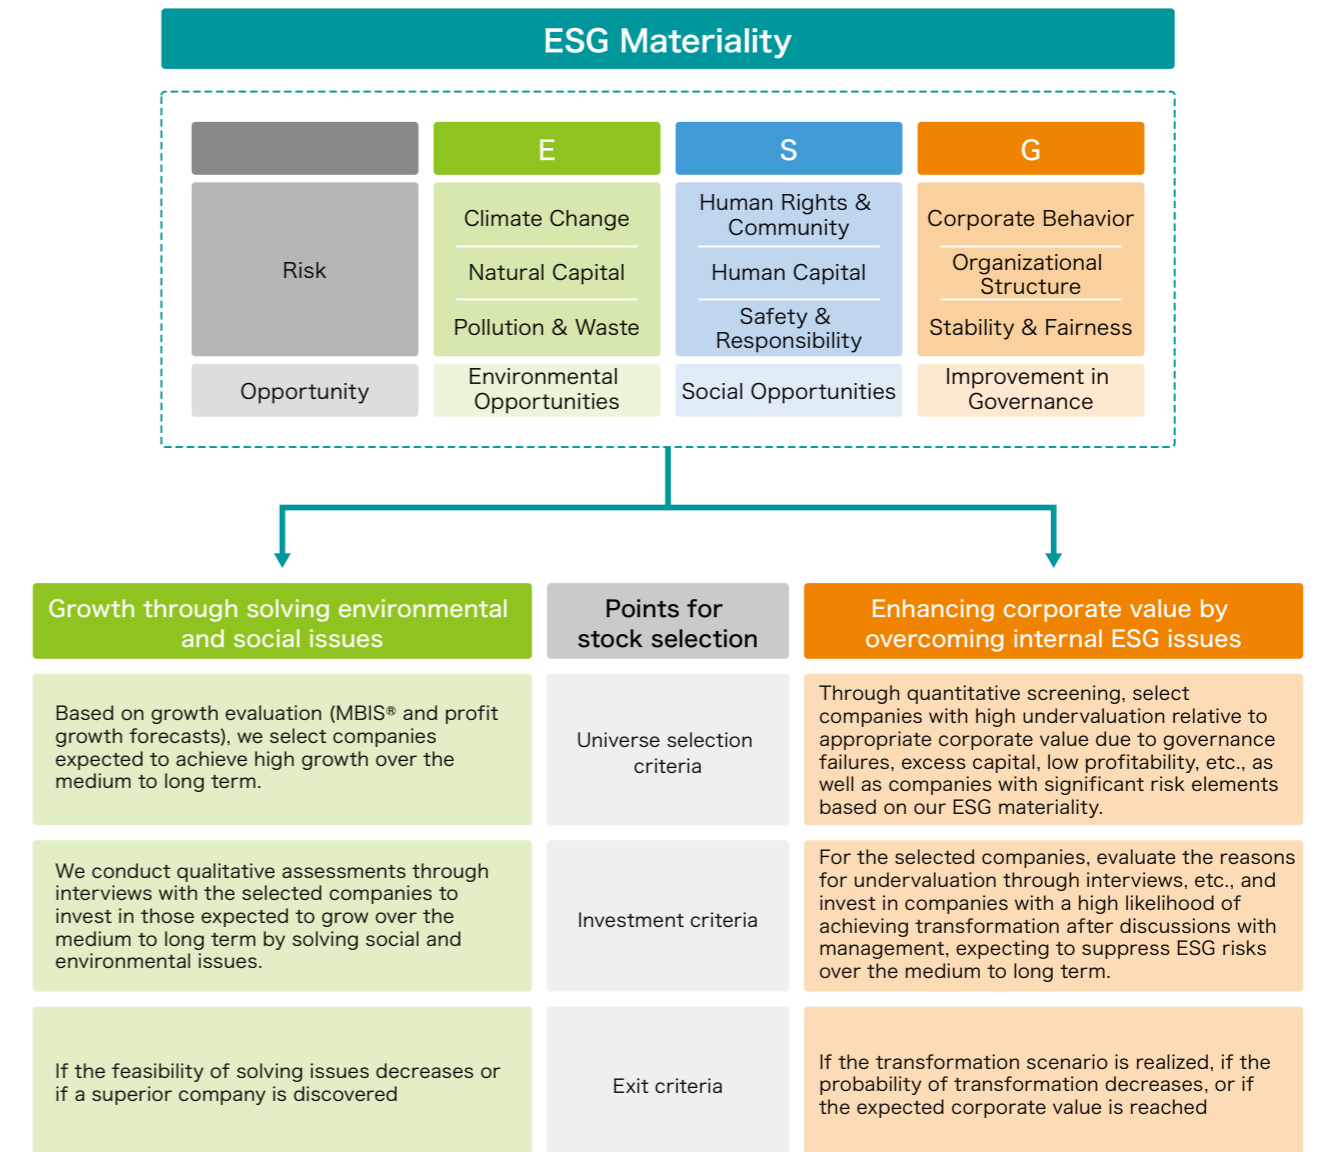 ESG Materiality
E
S
G
Risk
Climate Change
Natural Capital
Pollution & Waste
Human Rights &
Community
Human Capital
Safety &
Responsibility
Corporate Behavior
Organizational
Structure
Stability & Fairness
Opportunity
Environmental
Opportunities
Social Opportunities
Improvement in
Governance
Growth through solving environmental
and social issues
Points for
stock selection
Enhancing corporate value by
overcoming internal ESG issues
Based on growth evaluation (MBIS® and profit
growth forecasts), we select companies
expected to achieve high growth over the
medium to long term.
Universe selection
criteria
Through quantitative screening, select
companies with high undervaluation relative to
appropriate corporate value due to governance
failures, excess capital, low profitability, etc., as
well as companies with significant risk elements
based on our ESG materiality.
We conduct qualitative assessments through
interviews with the selected companies to
invest in those expected to grow over the
medium to long term by solving social and
environmental issues.
Investment criteria
For the selected companies, evaluate the reasons
for undervaluation through interviews, etc., and
invest in companies with a high likelihood of
achieving transformation after discussions with
management, expecting to suppress ESG risks
over the medium to long term.
If the feasibility of solving issues decreases or
if a superior company is discovered
Exit criteria
If the transformation scenario is realized, if the
probability of transformation decreases, or if
the expected corporate value is reached